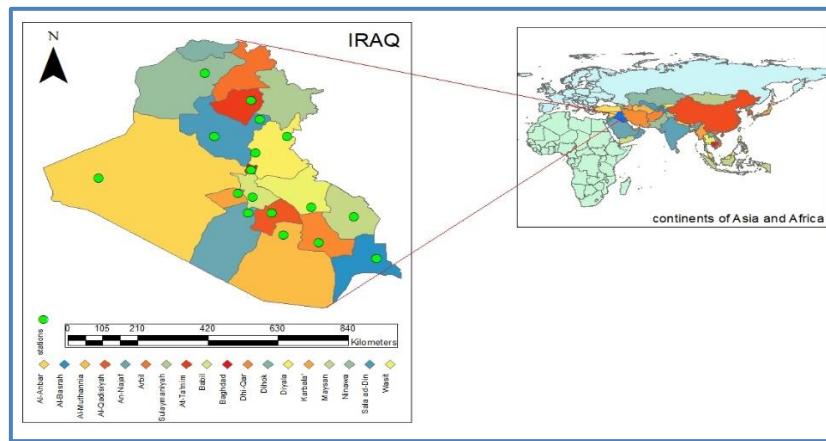 N
IRAQ
stations
0 105 210 420 630 840
Kilometers
Al-Anbar
Al-Basrah
Al-Muthannia
Al-Qadisiyah
An-Najaf
Arbil
Sulaymaniyah
At-Ta'mim
Babil
Baghdad
Dhi-Qar
Dihok
Diyala
Karbala'
Maysan
Ninawa
Sala ad-Din
Wasit
continents of Asia and Africa